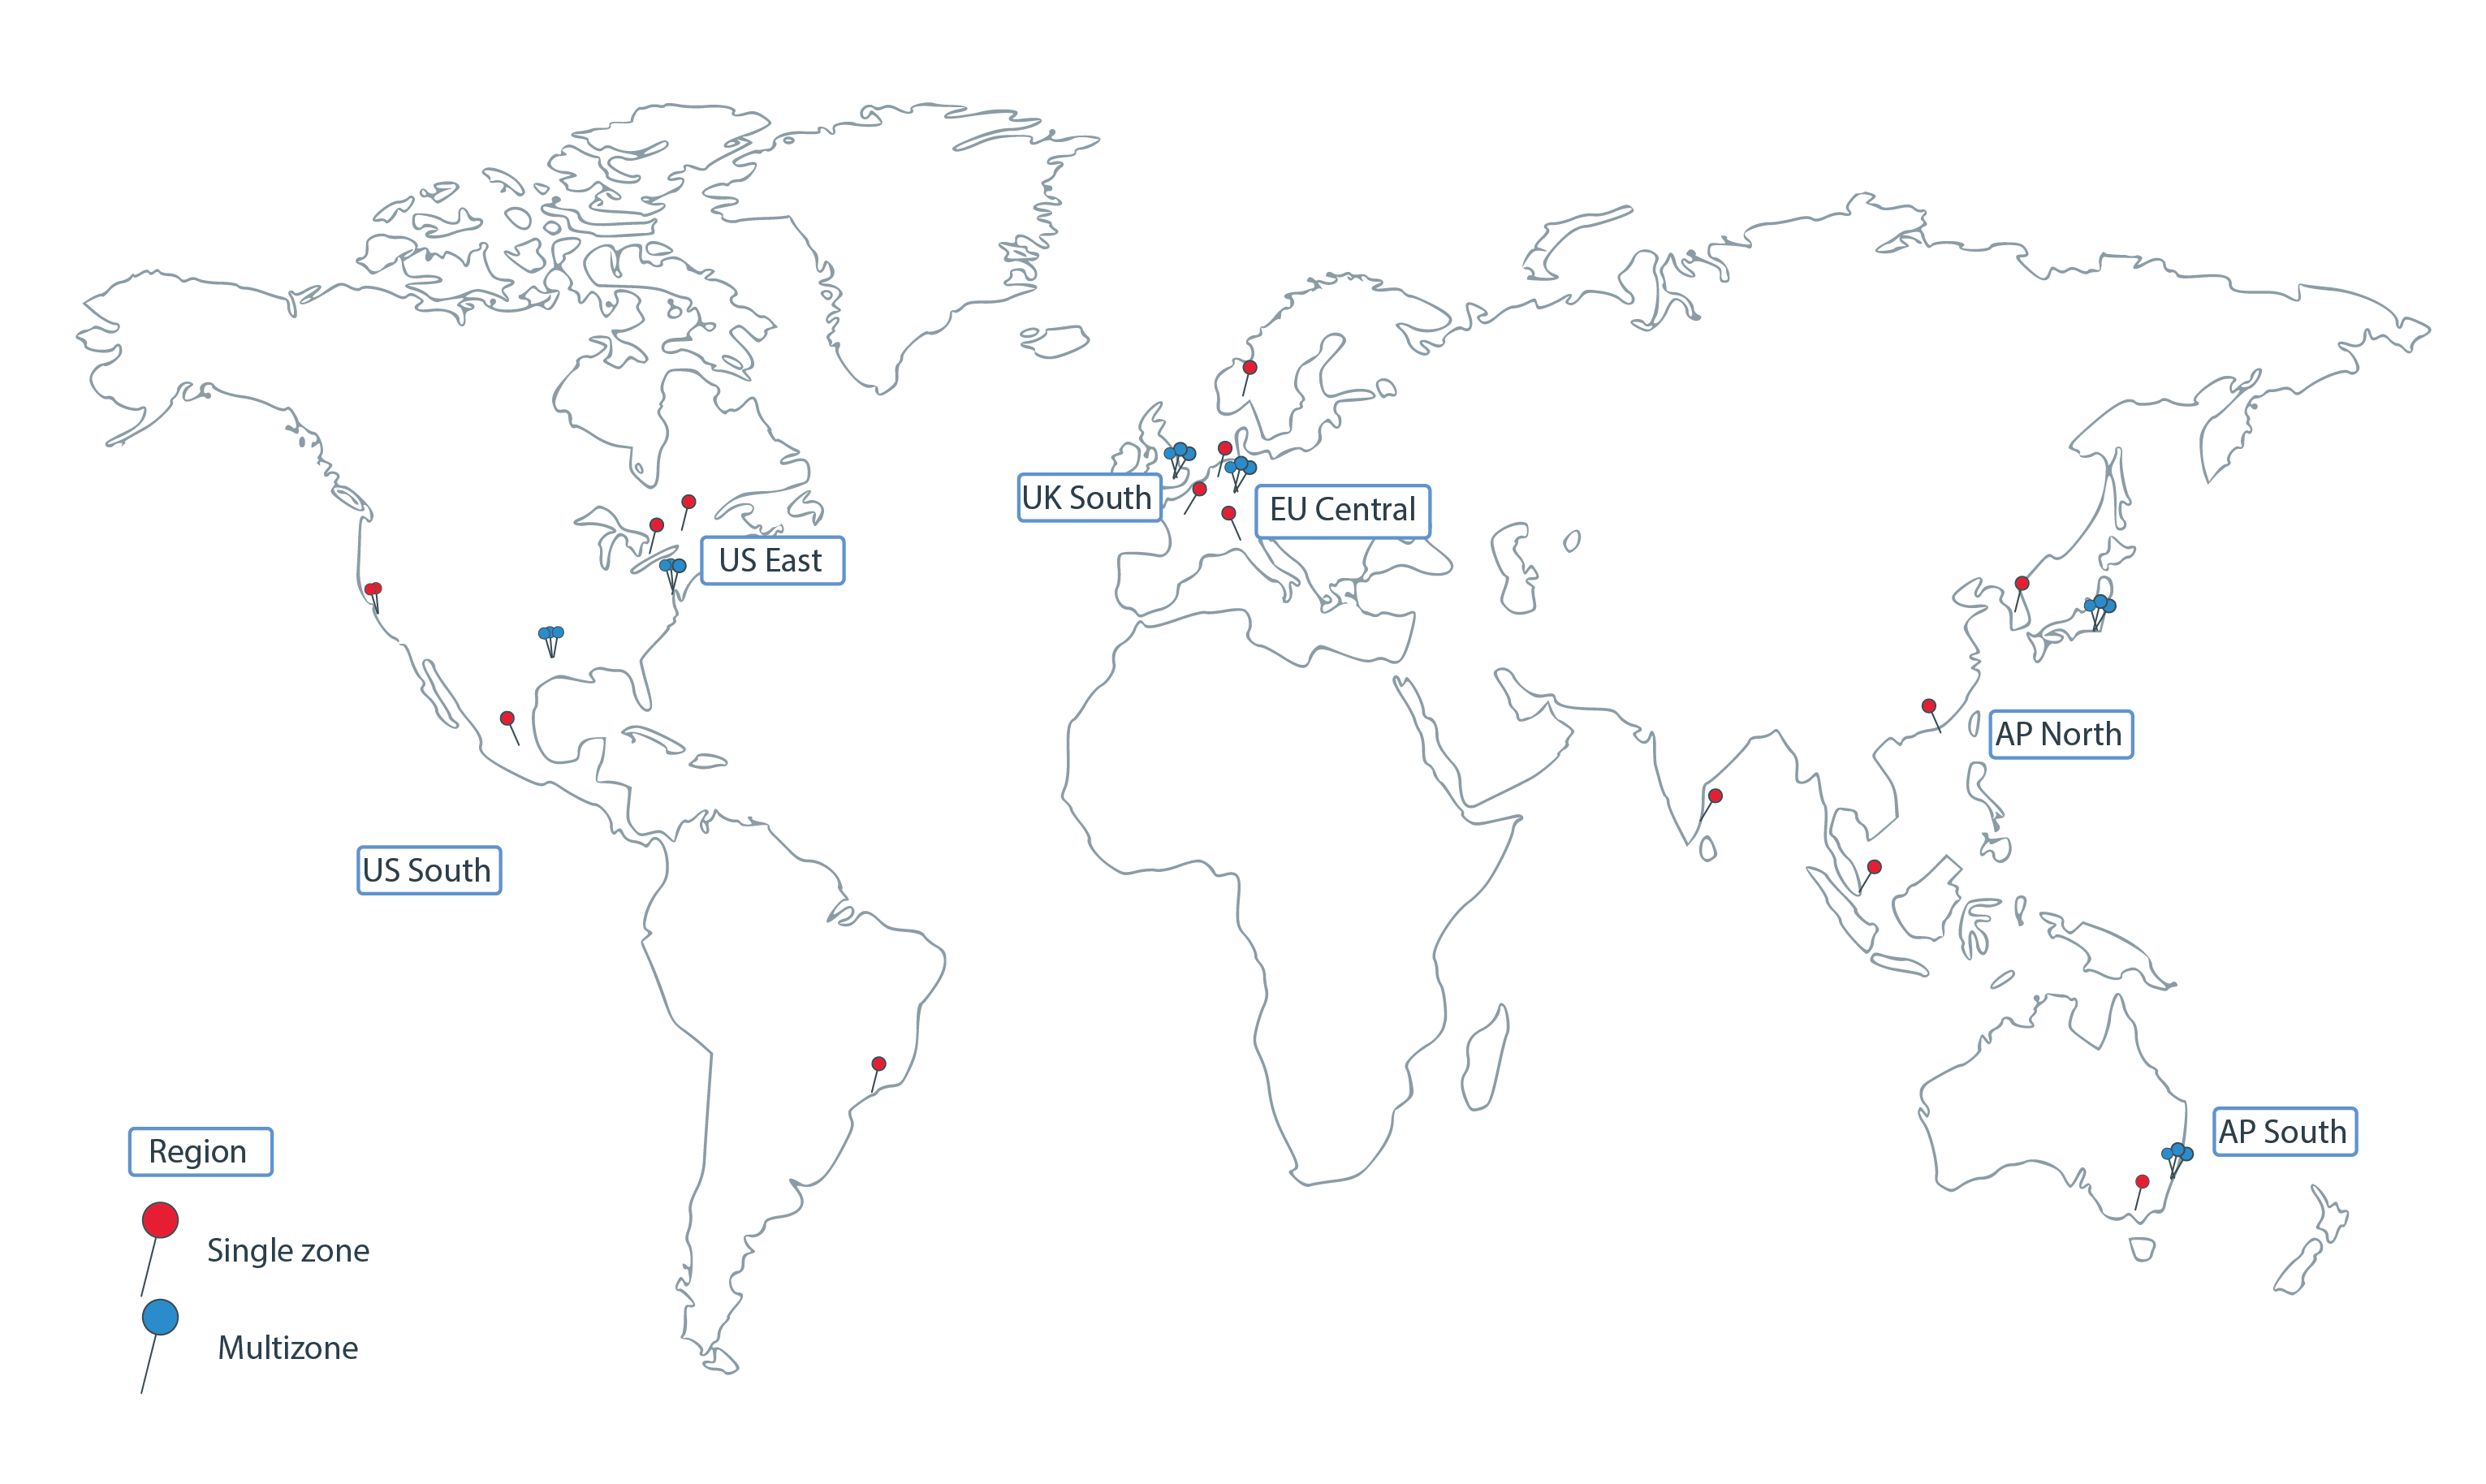 UK South
EU Central
US East
AP North
US South
AP South
Region
Single zone
Multizone